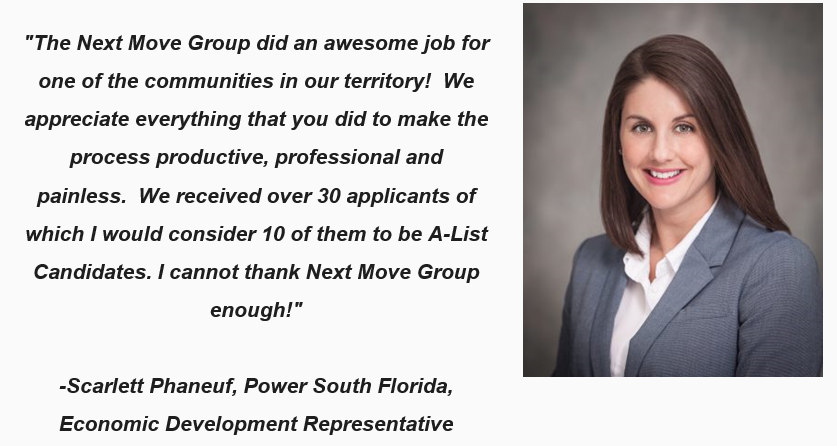 "The Next Move Group did an awesome job for
one of the communities in our territory!  We
appreciate everything that you did to make the
process productive, professional and
painless.  We received over 30 applicants of
which I would consider 10 of them to be A-List
Candidates. I cannot thank Next Move Group
enough!"
-Scarlett Phaneuf, Power South Florida,
Economic Development Representative